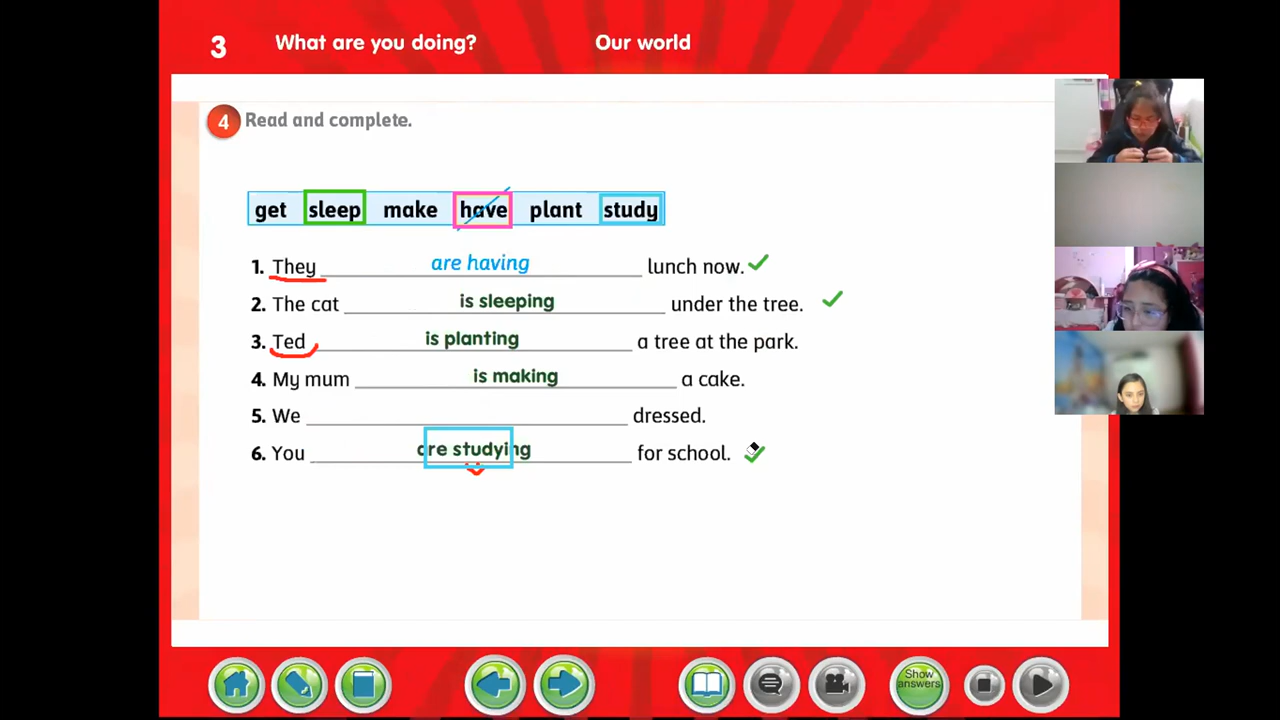 3 What are you doing? Our world
4 Read and complete.
get sleep make have plant study
1. They are having lunch now.
2. The cat is sleeping under the tree.
3. Ted is planting a tree at the park.
4. My mum is making a cake.
5. We ____ dressed.
6. You are studying for school.
Show answers